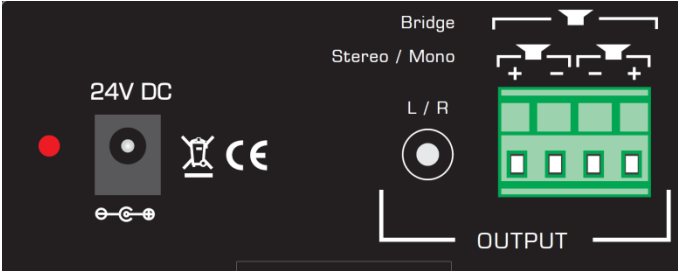 Bridge
Stereo / Mono
+ − − +
24V DC
L / R
CE
OUTPUT